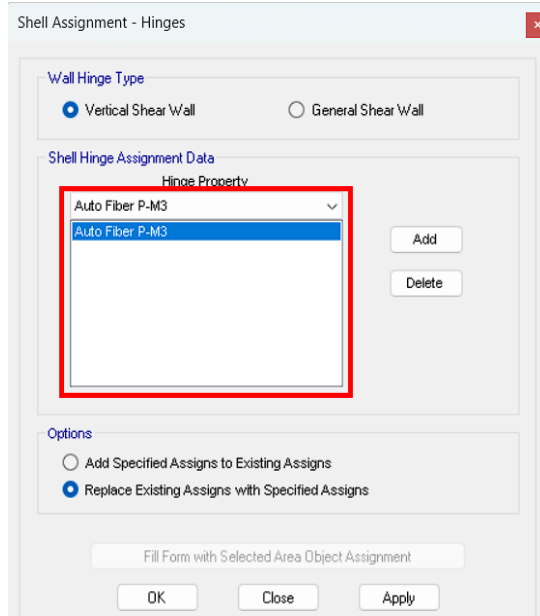 Shell Assignment - Hinges
Wall Hinge Type
Vertical Shear Wall General Shear Wall
Shell Hinge Assignment Data
Hinge Property
Auto Fiber P-M3
Auto Fiber P-M3
Add
Delete
Options
Add Specified Assigns to Existing Assigns
Replace Existing Assigns with Specified Assigns
Fill Form with Selected Area Object Assignment
OK Close Apply